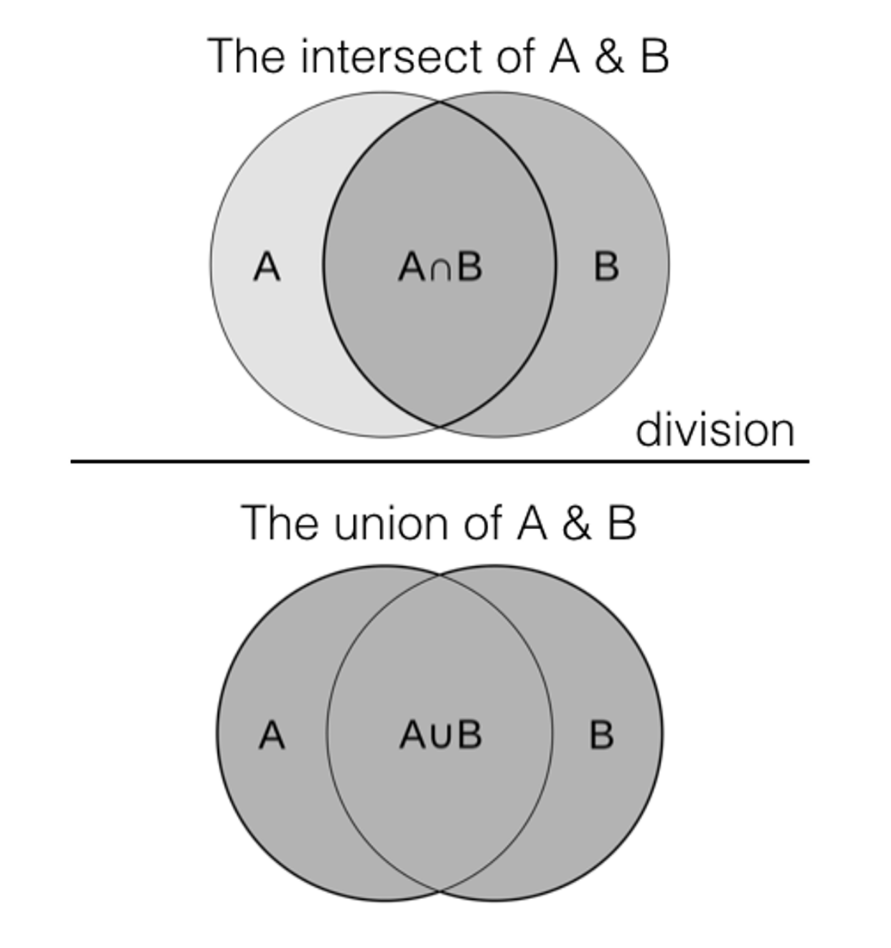 The intersect of A & B
A A∩B B
division
The union of A & B
A A∪B B